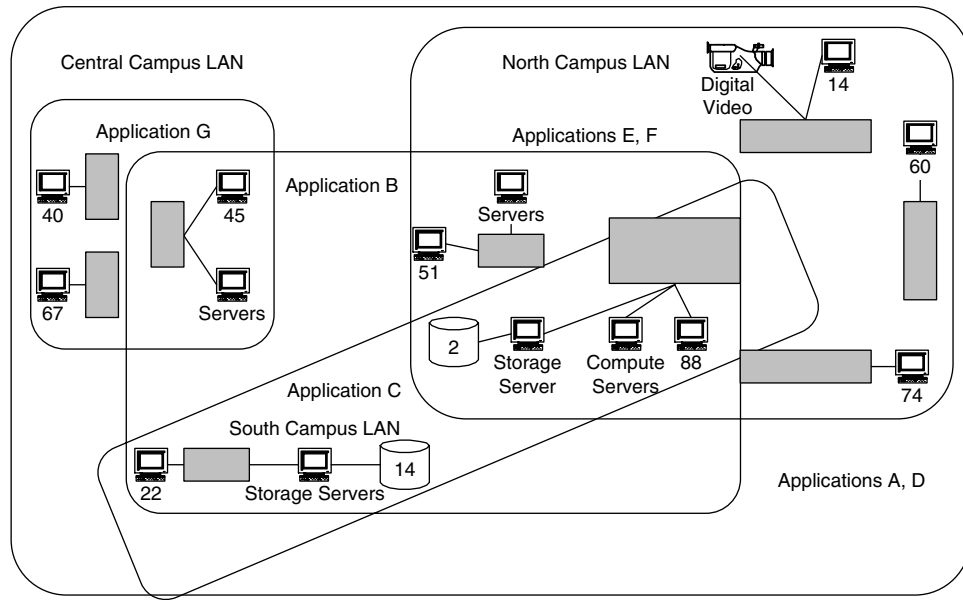 Central Campus LAN
North Campus LAN
Digital
Video
14
Application G
Applications E, F
60
Application B
40
45
Servers
51
67
Servers
2
Storage
Server
Compute
Servers
88
74
Application C
South Campus LAN
22
Storage Servers
14
Applications A, D